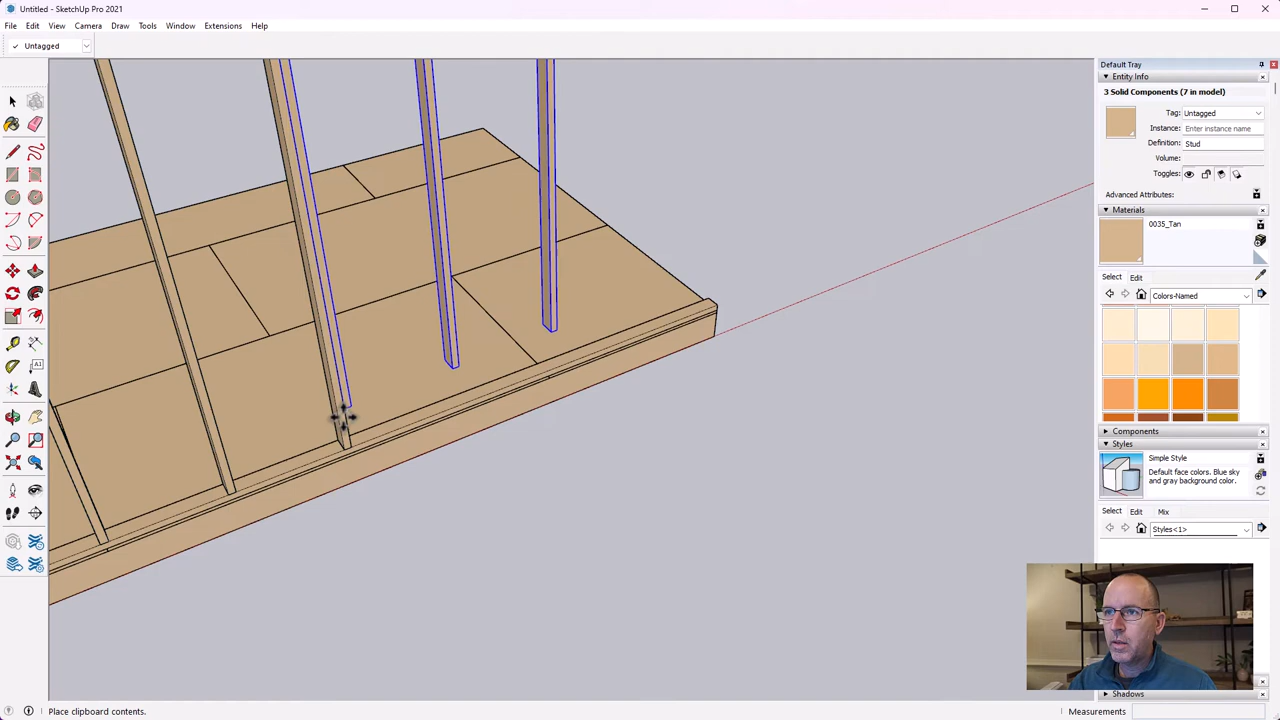 Untitled - SketchUp Pro 2021
File Edit View Camera Draw Tools Window Extensions Help
Untagged
Default Tray
Entity Info
3 Solid Components (7 in model)
Tag: Untagged
Instance: Enter instance name
Definition: Stud
Volume:
Toggles:
Advanced Attributes:
Materials
0035_Tan
Select Edit
Colors-Named
Components
Styles
Simple Style
Default face colors. Blue sky
and gray background color.
Select Edit Mix
Styles<1>
Shadows
Place clipboard contents.
Measurements